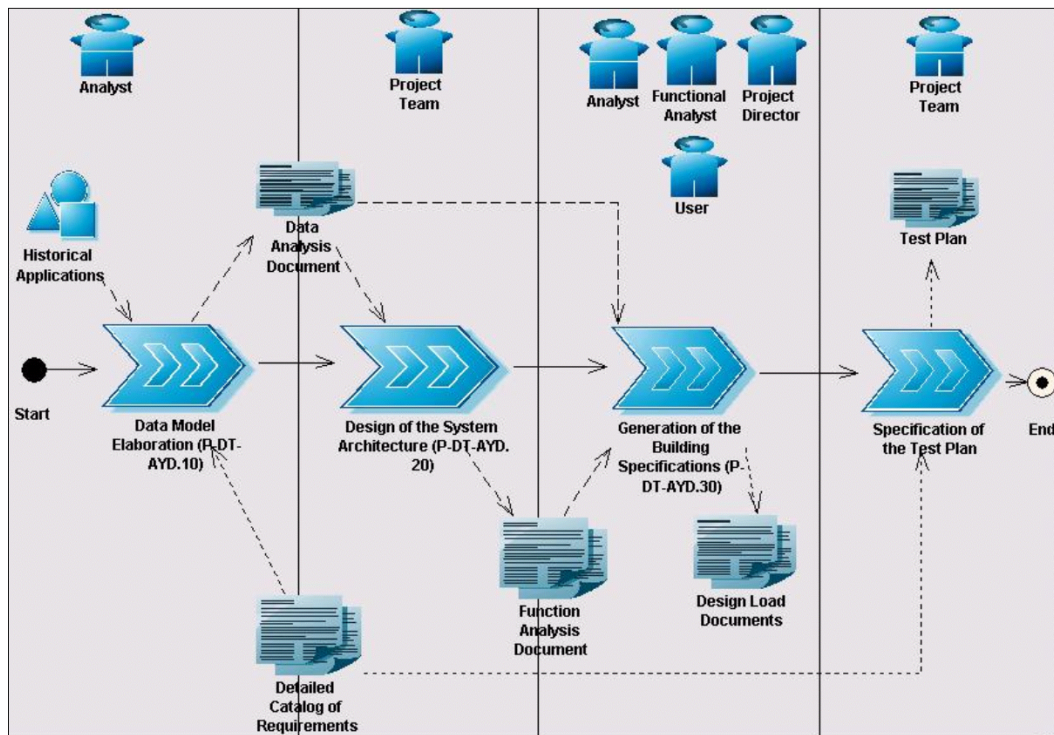 Analyst
Project
Team
Analyst
Functional
Analyst
Project
Director
User
Project
Team
Historical
Applications
Data
Analysis
Document
Test Plan
Start
Data Model
Elaboration (P-DT-
AYD.10)
Design of the System
Architecture (P-DT-AYD.
20)
Generation of the
Building
Specifications (P-
DT-AYD.30)
Specification of
the Test Plan
End
Function
Analysis
Document
Design Load
Documents
Detailed
Catalog of
Requirements